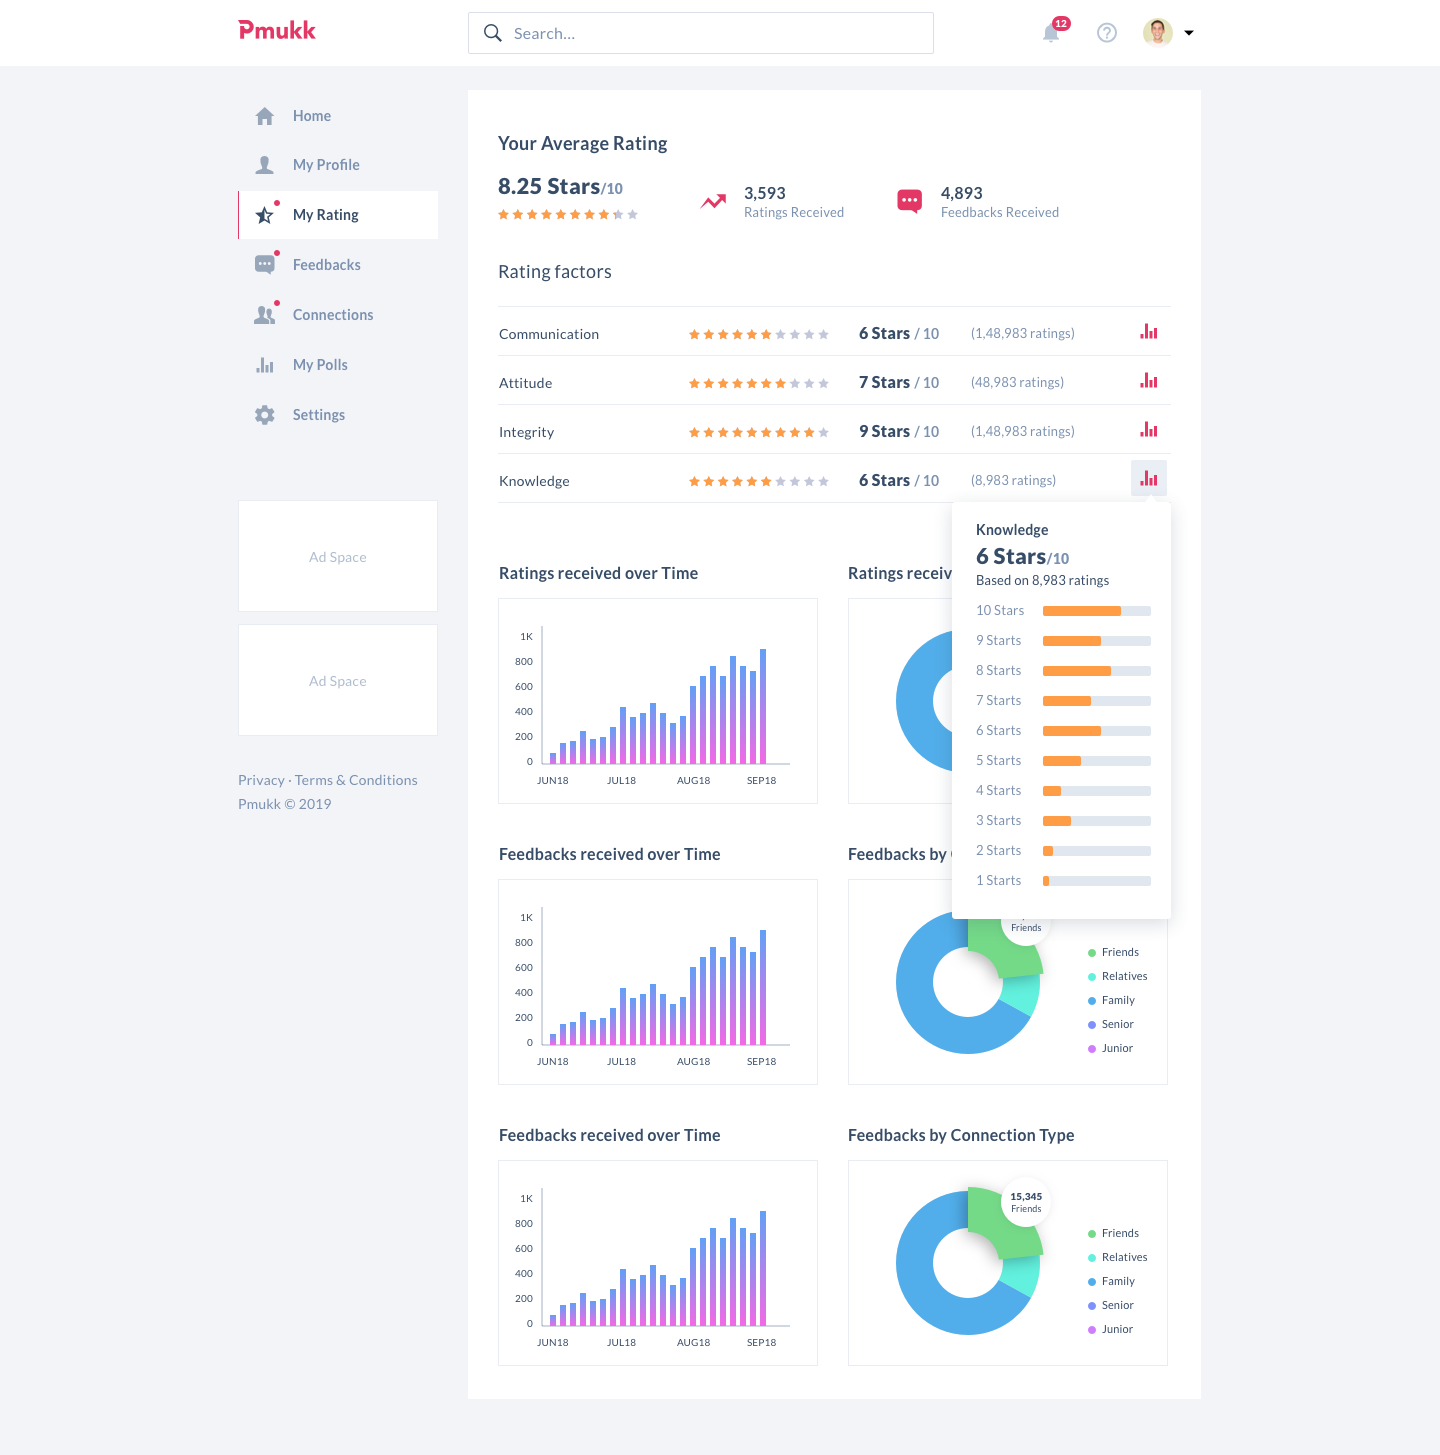 Pmukk
Search...
12
Home
My Profile
My Rating
Feedbacks
Connections
My Polls
Settings
Ad Space
Ad Space
Privacy · Terms & Conditions
Pmukk © 2019
Your Average Rating
8.25 Stars/10
3,593
Ratings Received
4,893
Feedbacks Received
Rating factors
Communication 6 Stars / 10 (1,48,983 ratings)
Attitude 7 Stars / 10 (48,983 ratings)
Integrity 9 Stars / 10 (1,48,983 ratings)
Knowledge 6 Stars / 10 (8,983 ratings)
Knowledge
6 Stars/10
Based on 8,983 ratings
10 Stars
9 Starts
8 Starts
7 Starts
6 Starts
5 Starts
4 Starts
3 Starts
2 Starts
1 Starts
Ratings received over Time
1K
800
600
400
200
0
JUN18 JUL18 AUG18 SEP18
Ratings receiv
Feedbacks received over Time
1K
800
600
400
200
0
JUN18 JUL18 AUG18 SEP18
Feedbacks by
Friends
Friends
Relatives
Family
Senior
Junior
Feedbacks received over Time
1K
800
600
400
200
0
JUN18 JUL18 AUG18 SEP18
Feedbacks by Connection Type
15,345
Friends
Friends
Relatives
Family
Senior
Junior